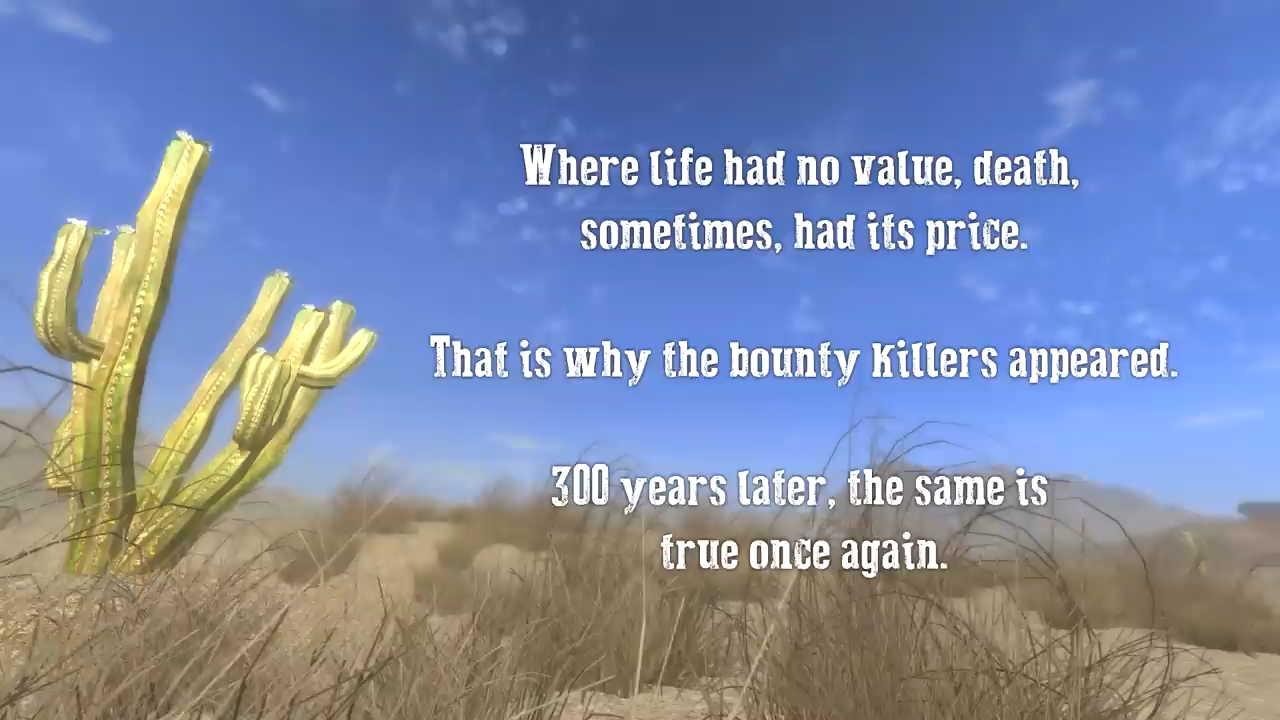 Where life had no value, death,
sometimes, had its price.
That is why the bounty killers appeared.
300 years later, the same is
true once again.